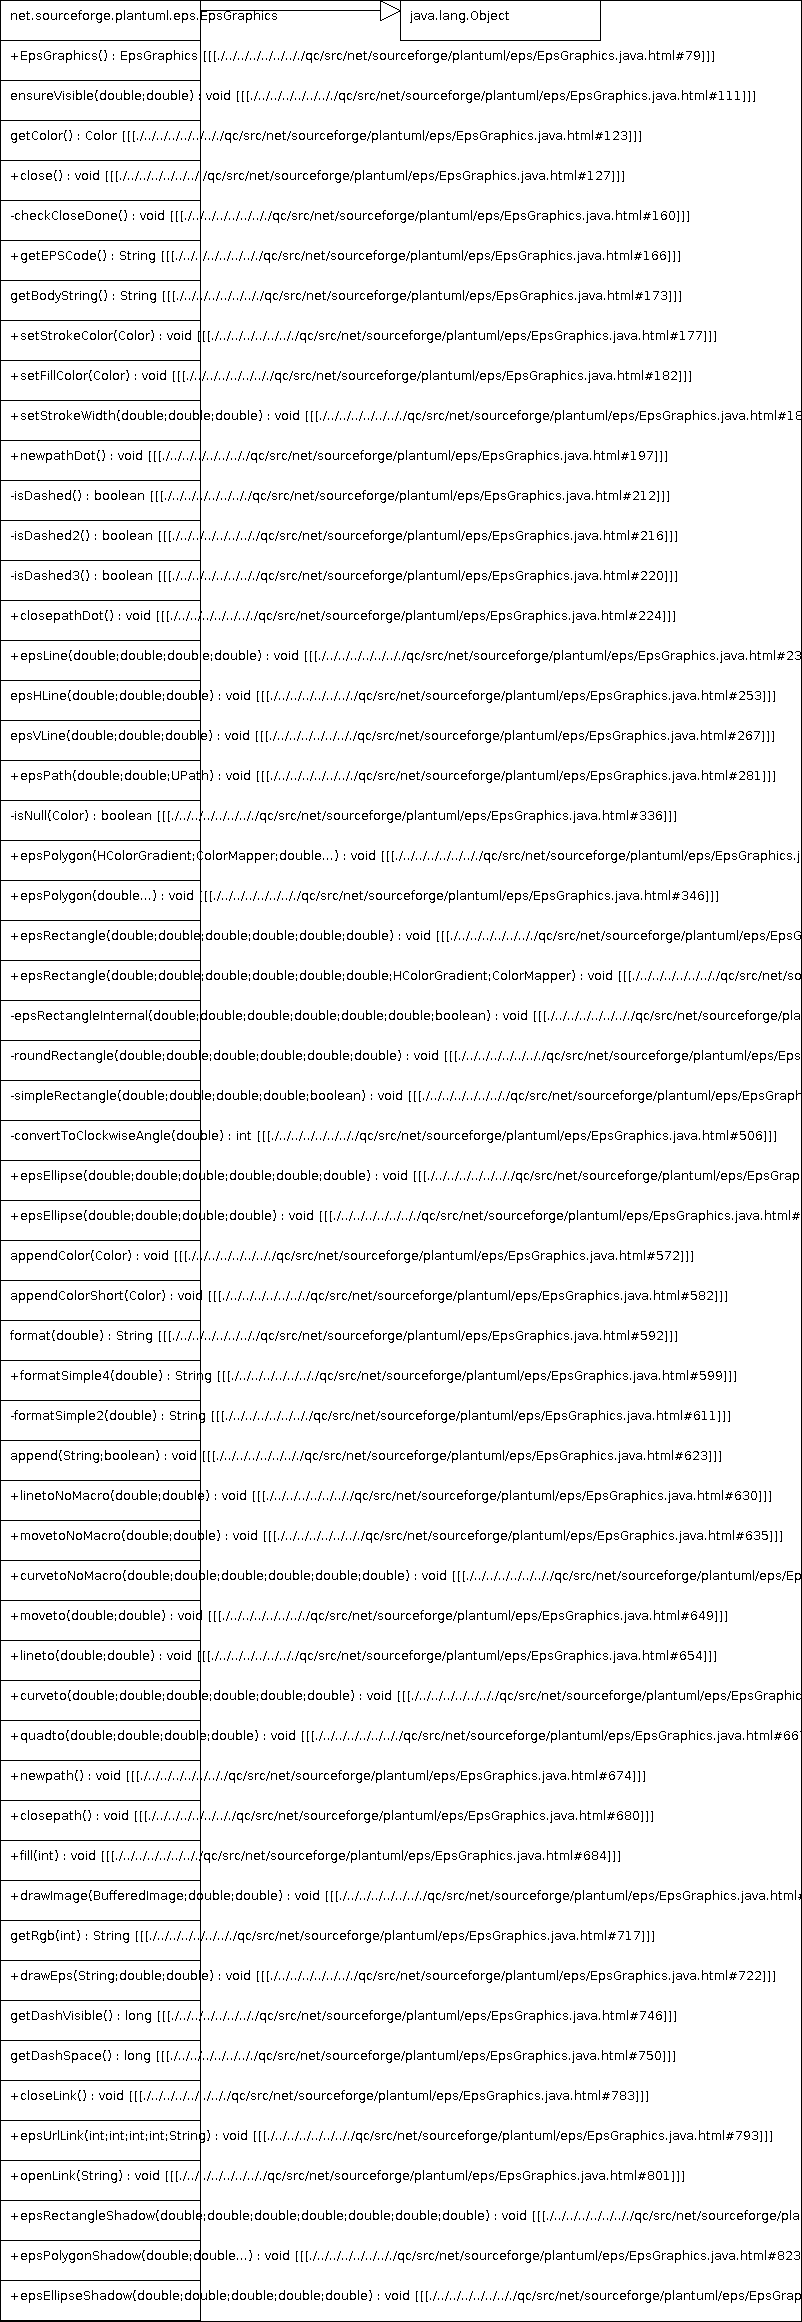 net.sourceforge.plantuml.eps.EpsGraphics
java.lang.Object
+EpsGraphics() : EpsGraphics [[[./../../../../../../../qc/src/net/sourceforge/plantuml/eps/EpsGraphics.java.html#79]]]
ensureVisible(double;double) : void [[[./../../../../../../../qc/src/net/sourceforge/plantuml/eps/EpsGraphics.java.html#111]]]
getColor() : Color [[[./../../../../../../../qc/src/net/sourceforge/plantuml/eps/EpsGraphics.java.html#123]]]
+close() : void [[[./../../../../../../../qc/src/net/sourceforge/plantuml/eps/EpsGraphics.java.html#127]]]
-checkCloseDone() : void [[[./../../../../../../../qc/src/net/sourceforge/plantuml/eps/EpsGraphics.java.html#160]]]
+getEPSCode() : String [[[./../../../../../../../qc/src/net/sourceforge/plantuml/eps/EpsGraphics.java.html#166]]]
getBodyString() : String [[[./../../../../../../../qc/src/net/sourceforge/plantuml/eps/EpsGraphics.java.html#173]]]
+setStrokeColor(Color) : void [[[./../../../../../../../qc/src/net/sourceforge/plantuml/eps/EpsGraphics.java.html#177]]]
+setFillColor(Color) : void [[[./../../../../../../../qc/src/net/sourceforge/plantuml/eps/EpsGraphics.java.html#182]]]
+setStrokeWidth(double;double;double) : void [[[./../../../../../../../qc/src/net/sourceforge/plantuml/eps/EpsGraphics.java.html#18
+newpathDot() : void [[[./../../../../../../../qc/src/net/sourceforge/plantuml/eps/EpsGraphics.java.html#197]]]
-isDashed() : boolean [[[./../../../../../../../qc/src/net/sourceforge/plantuml/eps/EpsGraphics.java.html#212]]]
-isDashed2() : boolean [[[./../../../../../../../qc/src/net/sourceforge/plantuml/eps/EpsGraphics.java.html#216]]]
-isDashed3() : boolean [[[./../../../../../../../qc/src/net/sourceforge/plantuml/eps/EpsGraphics.java.html#220]]]
+closepathDot() : void [[[./../../../../../../../qc/src/net/sourceforge/plantuml/eps/EpsGraphics.java.html#224]]]
+epsLine(double;double;double;double) : void [[[./../../../../../../../qc/src/net/sourceforge/plantuml/eps/EpsGraphics.java.html#23
epsHLine(double;double;double) : void [[[./../../../../../../../qc/src/net/sourceforge/plantuml/eps/EpsGraphics.java.html#253]]]
epsVLine(double;double;double) : void [[[./../../../../../../../qc/src/net/sourceforge/plantuml/eps/EpsGraphics.java.html#267]]]
+epsPath(double;double;UPath) : void [[[./../../../../../../../qc/src/net/sourceforge/plantuml/eps/EpsGraphics.java.html#281]]]
-isNull(Color) : boolean [[[./../../../../../../../qc/src/net/sourceforge/plantuml/eps/EpsGraphics.java.html#336]]]
+epsPolygon(HColorGradient;ColorMapper;double...) : void [[[./../../../../../../../qc/src/net/sourceforge/plantuml/eps/EpsGraphics.j
+epsPolygon(double...) : void [[[./../../../../../../../qc/src/net/sourceforge/plantuml/eps/EpsGraphics.java.html#346]]]
+epsRectangle(double;double;double;double;double;double) : void [[[./../../../../../../../qc/src/net/sourceforge/plantuml/eps/EpsG
+epsRectangle(double;double;double;double;double;double;HColorGradient;ColorMapper) : void [[[./../../../../../../../qc/src/net/so
-epsRectangleInternal(double;double;double;double;double;double;boolean) : void [[[./../../../../../../../qc/src/net/sourceforge/pla
-roundRectangle(double;double;double;double;double;double) : void [[[./../../../../../../../qc/src/net/sourceforge/plantuml/eps/Eps
-simpleRectangle(double;double;double;double;boolean) : void [[[./../../../../../../../qc/src/net/sourceforge/plantuml/eps/EpsGraph
-convertToClockwiseAngle(double) : int [[[./../../../../../../../qc/src/net/sourceforge/plantuml/eps/EpsGraphics.java.html#506]]]
+epsEllipse(double;double;double;double;double;double) : void [[[./../../../../../../../qc/src/net/sourceforge/plantuml/eps/EpsGrap
+epsEllipse(double;double;double;double) : void [[[./../../../../../../../qc/src/net/sourceforge/plantuml/eps/EpsGraphics.java.html#
appendColor(Color) : void [[[./../../../../../../../qc/src/net/sourceforge/plantuml/eps/EpsGraphics.java.html#572]]]
appendColorShort(Color) : void [[[./../../../../../../../qc/src/net/sourceforge/plantuml/eps/EpsGraphics.java.html#582]]]
format(double) : String [[[./../../../../../../../qc/src/net/sourceforge/plantuml/eps/EpsGraphics.java.html#592]]]
+formatSimple4(double) : String [[[./../../../../../../../qc/src/net/sourceforge/plantuml/eps/EpsGraphics.java.html#599]]]
-formatSimple2(double) : String [[[./../../../../../../../qc/src/net/sourceforge/plantuml/eps/EpsGraphics.java.html#611]]]
append(String;boolean) : void [[[./../../../../../../../qc/src/net/sourceforge/plantuml/eps/EpsGraphics.java.html#623]]]
+linetoNoMacro(double;double) : void [[[./../../../../../../../qc/src/net/sourceforge/plantuml/eps/EpsGraphics.java.html#630]]]
+movetoNoMacro(double;double) : void [[[./../../../../../../../qc/src/net/sourceforge/plantuml/eps/EpsGraphics.java.html#635]]]
+curvetoNoMacro(double;double;double;double;double;double) : void [[[./../../../../../../../qc/src/net/sourceforge/plantuml/eps/Ep
+moveto(double;double) : void [[[./../../../../../../../qc/src/net/sourceforge/plantuml/eps/EpsGraphics.java.html#649]]]
+lineto(double;double) : void [[[./../../../../../../../qc/src/net/sourceforge/plantuml/eps/EpsGraphics.java.html#654]]]
+curveto(double;double;double;double;double;double) : void [[[./../../../../../../../qc/src/net/sourceforge/plantuml/eps/EpsGraphic
+quadto(double;double;double;double) : void [[[./../../../../../../../qc/src/net/sourceforge/plantuml/eps/EpsGraphics.java.html#667
+newpath() : void [[[./../../../../../../../qc/src/net/sourceforge/plantuml/eps/EpsGraphics.java.html#674]]]
+closepath() : void [[[./../../../../../../../qc/src/net/sourceforge/plantuml/eps/EpsGraphics.java.html#680]]]
+fill(int) : void [[[./../../../../../../../qc/src/net/sourceforge/plantuml/eps/EpsGraphics.java.html#684]]]
+drawImage(BufferedImage;double;double) : void [[[./../../../../../../../qc/src/net/sourceforge/plantuml/eps/EpsGraphics.java.html#
getRgb(int) : String [[[./../../../../../../../qc/src/net/sourceforge/plantuml/eps/EpsGraphics.java.html#717]]]
+drawEps(String;double;double) : void [[[./../../../../../../../qc/src/net/sourceforge/plantuml/eps/EpsGraphics.java.html#722]]]
getDashVisible() : long [[[./../../../../../../../qc/src/net/sourceforge/plantuml/eps/EpsGraphics.java.html#746]]]
getDashSpace() : long [[[./../../../../../../../qc/src/net/sourceforge/plantuml/eps/EpsGraphics.java.html#750]]]
+closeLink() : void [[[./../../../../../../../qc/src/net/sourceforge/plantuml/eps/EpsGraphics.java.html#783]]]
+epsUrlLink(int;int;int;int;String) : void [[[./../../../../../../../qc/src/net/sourceforge/plantuml/eps/EpsGraphics.java.html#793]]]
+openLink(String) : void [[[./../../../../../../../qc/src/net/sourceforge/plantuml/eps/EpsGraphics.java.html#801]]]
+epsRectangleShadow(double;double;double;double;double;double;double) : void [[[./../../../../../../../qc/src/net/sourceforge/pla
+epsPolygonShadow(double;double...) : void [[[./../../../../../../../qc/src/net/sourceforge/plantuml/eps/EpsGraphics.java.html#823
+epsEllipseShadow(double;double;double;double;double) : void [[[./../../../../../../../qc/src/net/sourceforge/plantuml/eps/EpsGrap